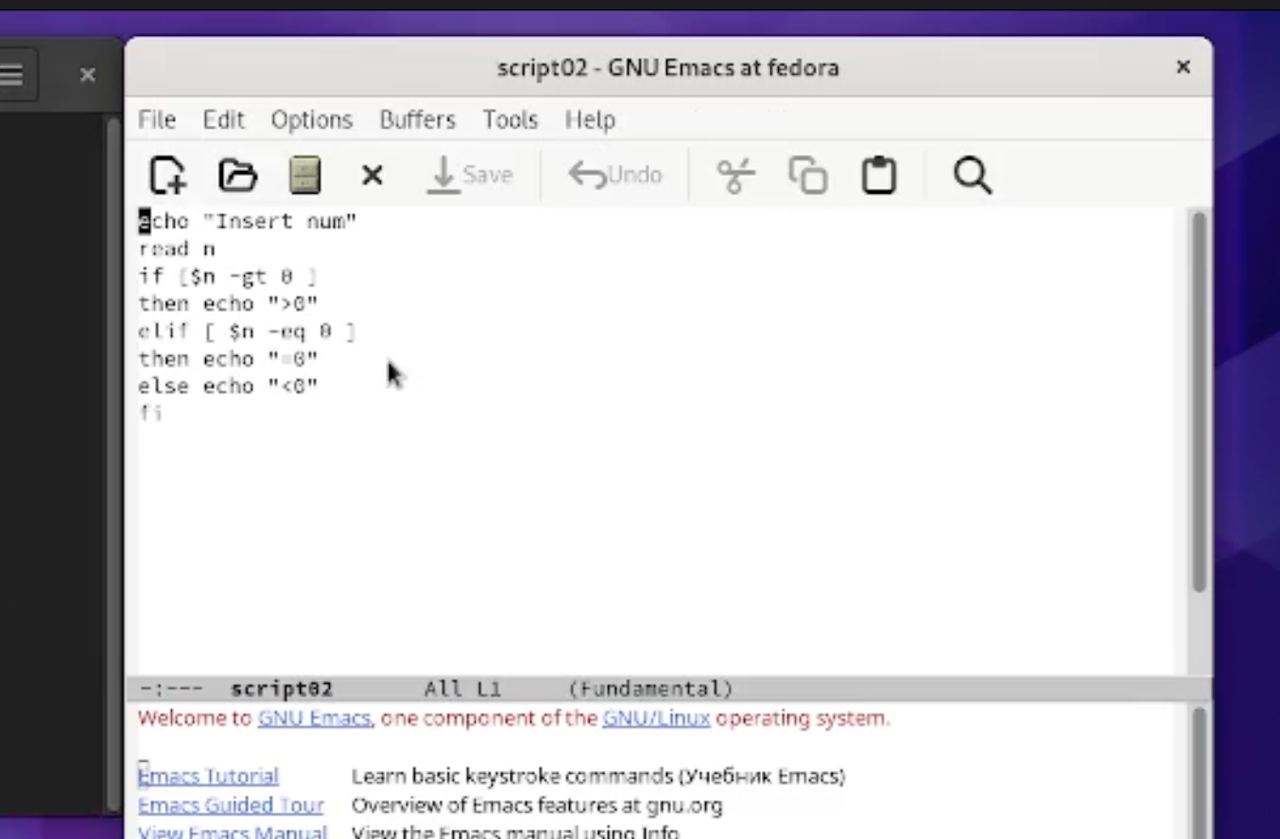 script02 - GNU Emacs at fedora
File Edit Options Buffers Tools Help
Save Undo
echo "Insert num"
read n
if [$n -gt 0 ]
then echo ">0"
elif [ $n -eq 0 ]
then echo "=0"
else echo "<0"
fi
-:--- script02 All L1 (Fundamental)
Welcome to GNU Emacs, one component of the GNU/Linux operating system.
Emacs Tutorial Learn basic keystroke commands (Учебник Emacs)
Emacs Guided Tour Overview of Emacs features at gnu.org
View Emacs Manual View the Emacs manual using Info